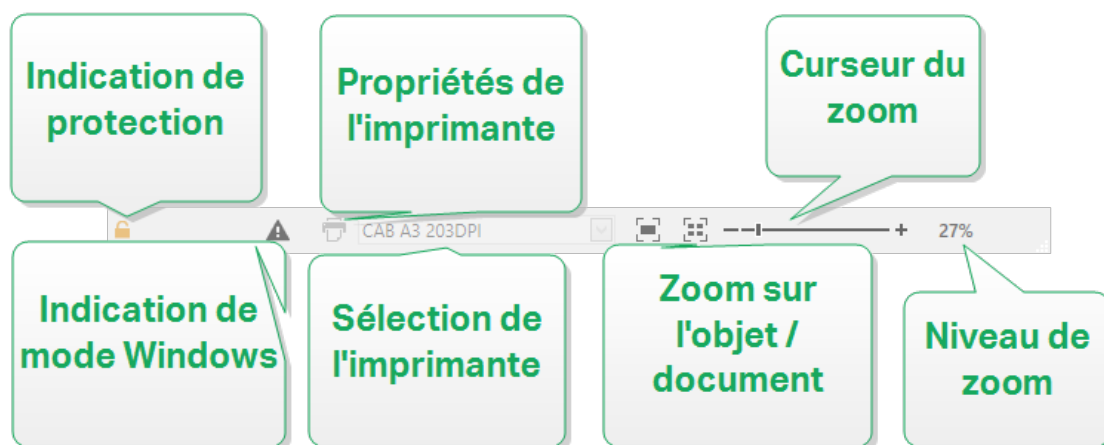 Indication de
protection
Propriétés de
l'imprimante
Curseur du
zoom
CAB A3 203DPI
27%
Indication de
mode Windows
Sélection de
l'imprimante
Zoom sur
l'objet /
document
Niveau de
zoom